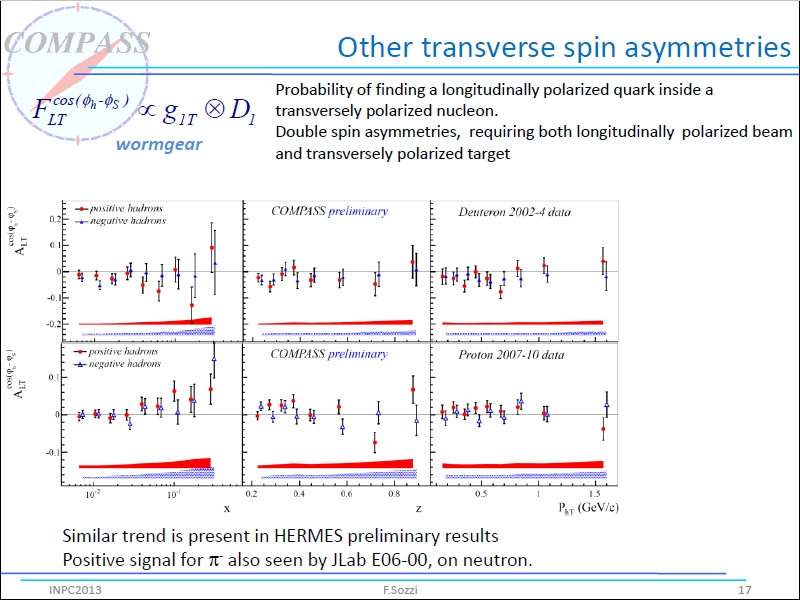 COMPASS
Other transverse spin asymmetries
F_LT^cos(ϕh-ϕS) ∝ g1T ⊗ D1
wormgear
Probability of finding a longitudinally polarized quark inside a
transversely polarized nucleon.
Double spin asymmetries, requiring both longitudinally polarized beam
and transversely polarized target
A_LT^cos(φh - φS)
positive hadrons
negative hadrons
COMPASS preliminary
Deuteron 2002-4 data
0.2
0.1
0
-0.1
-0.2
A_LT^cos(φh - φS)
positive hadrons
negative hadrons
COMPASS preliminary
Proton 2007-10 data
0.1
0
-0.1
10^-2 10^-1 0.2 0.4 0.6 0.8 0.5 1 1.5
x z PhT (GeV/c)
Similar trend is present in HERMES preliminary results
Positive signal for π- also seen by JLab E06-00, on neutron.
INPC2013 F.Sozzi 17